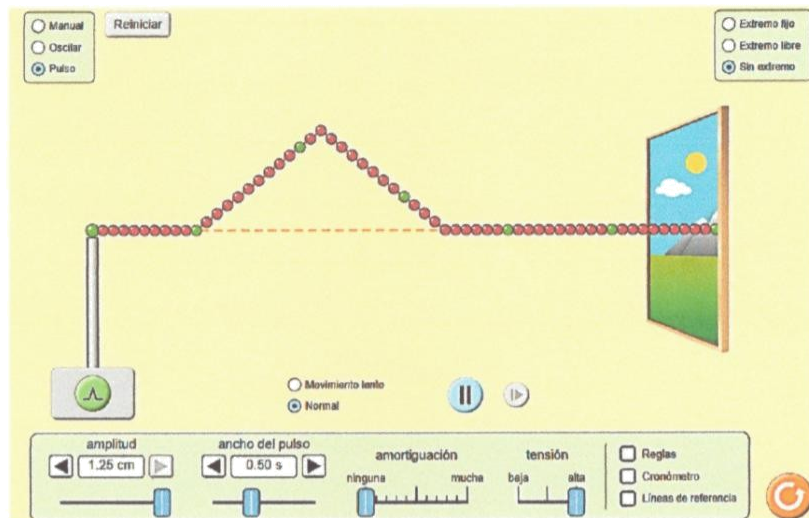 Manual
Oscilar
Pulso
Reiniciar
Extremo fijo
Extremo libre
Sin extremo
Movimiento lento
Normal
amplitud
1.25 cm
ancho del pulso
0.50 s
amortiguación
ninguna
mucha
tensión
baja
alta
Reglas
Cronómetro
Líneas de referencia